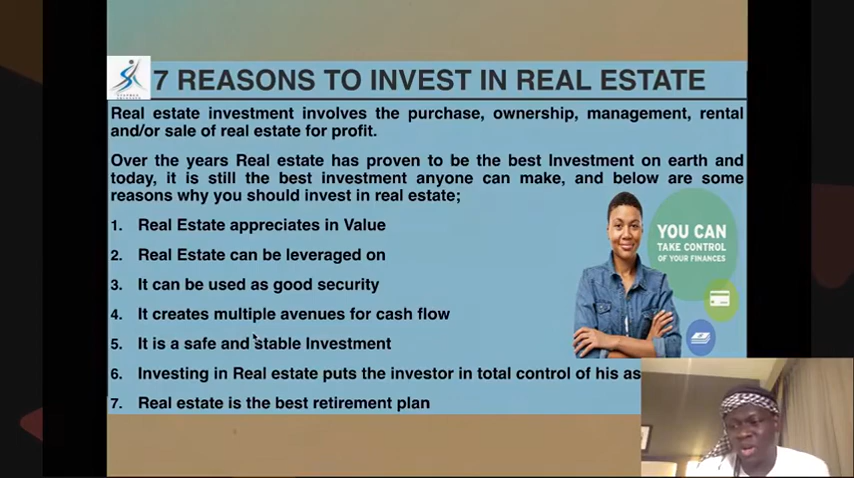 7 REASONS TO INVEST IN REAL ESTATE
Real estate investment involves the purchase, ownership, management, rental
and/or sale of real estate for profit.
Over the years Real estate has proven to be the best Investment on earth and
today, it is still the best investment anyone can make, and below are some
reasons why you should invest in real estate;
1. Real Estate appreciates in Value
2. Real Estate can be leveraged on
3. It can be used as good security
4. It creates multiple avenues for cash flow
5. It is a safe and stable Investment
6. Investing in Real estate puts the investor in total control of his as
7. Real estate is the best retirement plan
YOU CAN
TAKE CONTROL
OF YOUR FINANCES